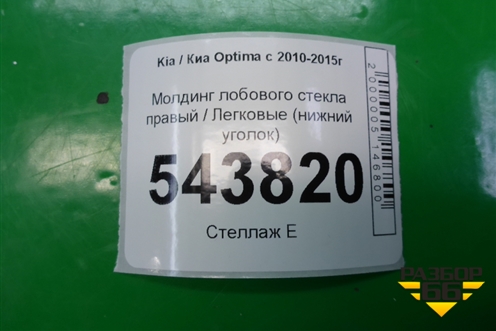 Kia / Киа Optima с 2010-2015г
Молдинг лобового стекла
правый / Легковые (нижний
уголок)
543820
Стеллаж Е
2000005146800
РАЗБОР
66